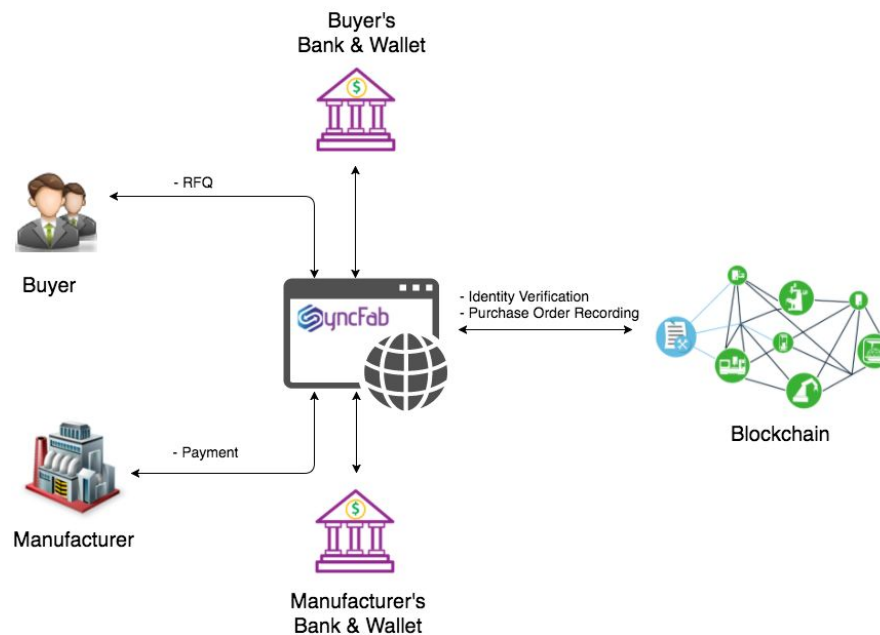 Buyer's
Bank & Wallet
- RFQ
Buyer
SyncFab
- Identity Verification
- Purchase Order Recording
Blockchain
- Payment
Manufacturer
Manufacturer's
Bank & Wallet